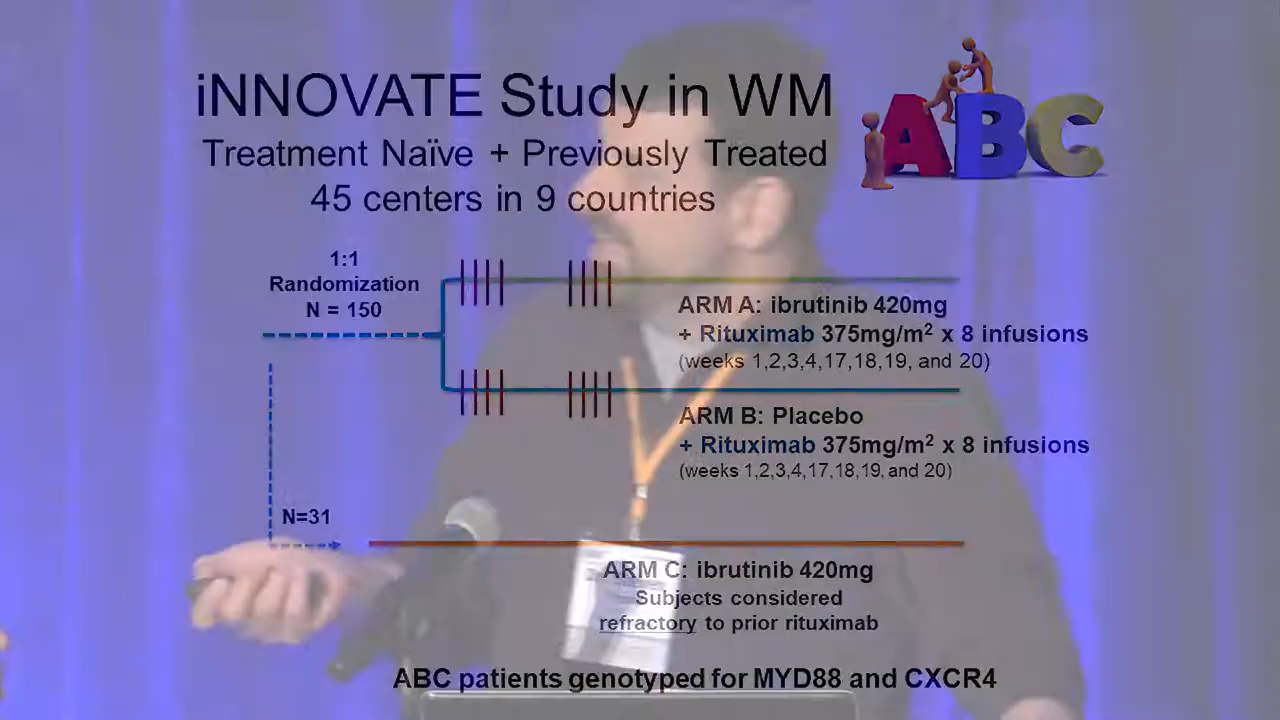 iNNOVATE Study in WM
Treatment Naïve + Previously Treated
45 centers in 9 countries
ABC
1:1
Randomization
N = 150
ARM A: ibrutinib 420mg
+ Rituximab 375mg/m² x 8 infusions
(weeks 1,2,3,4,17,18,19, and 20)
ARM B: Placebo
+ Rituximab 375mg/m² x 8 infusions
(weeks 1,2,3,4,17,18,19, and 20)
N=31
ARM C: ibrutinib 420mg
Subjects considered
refractory to prior rituximab
ABC patients genotyped for MYD88 and CXCR4